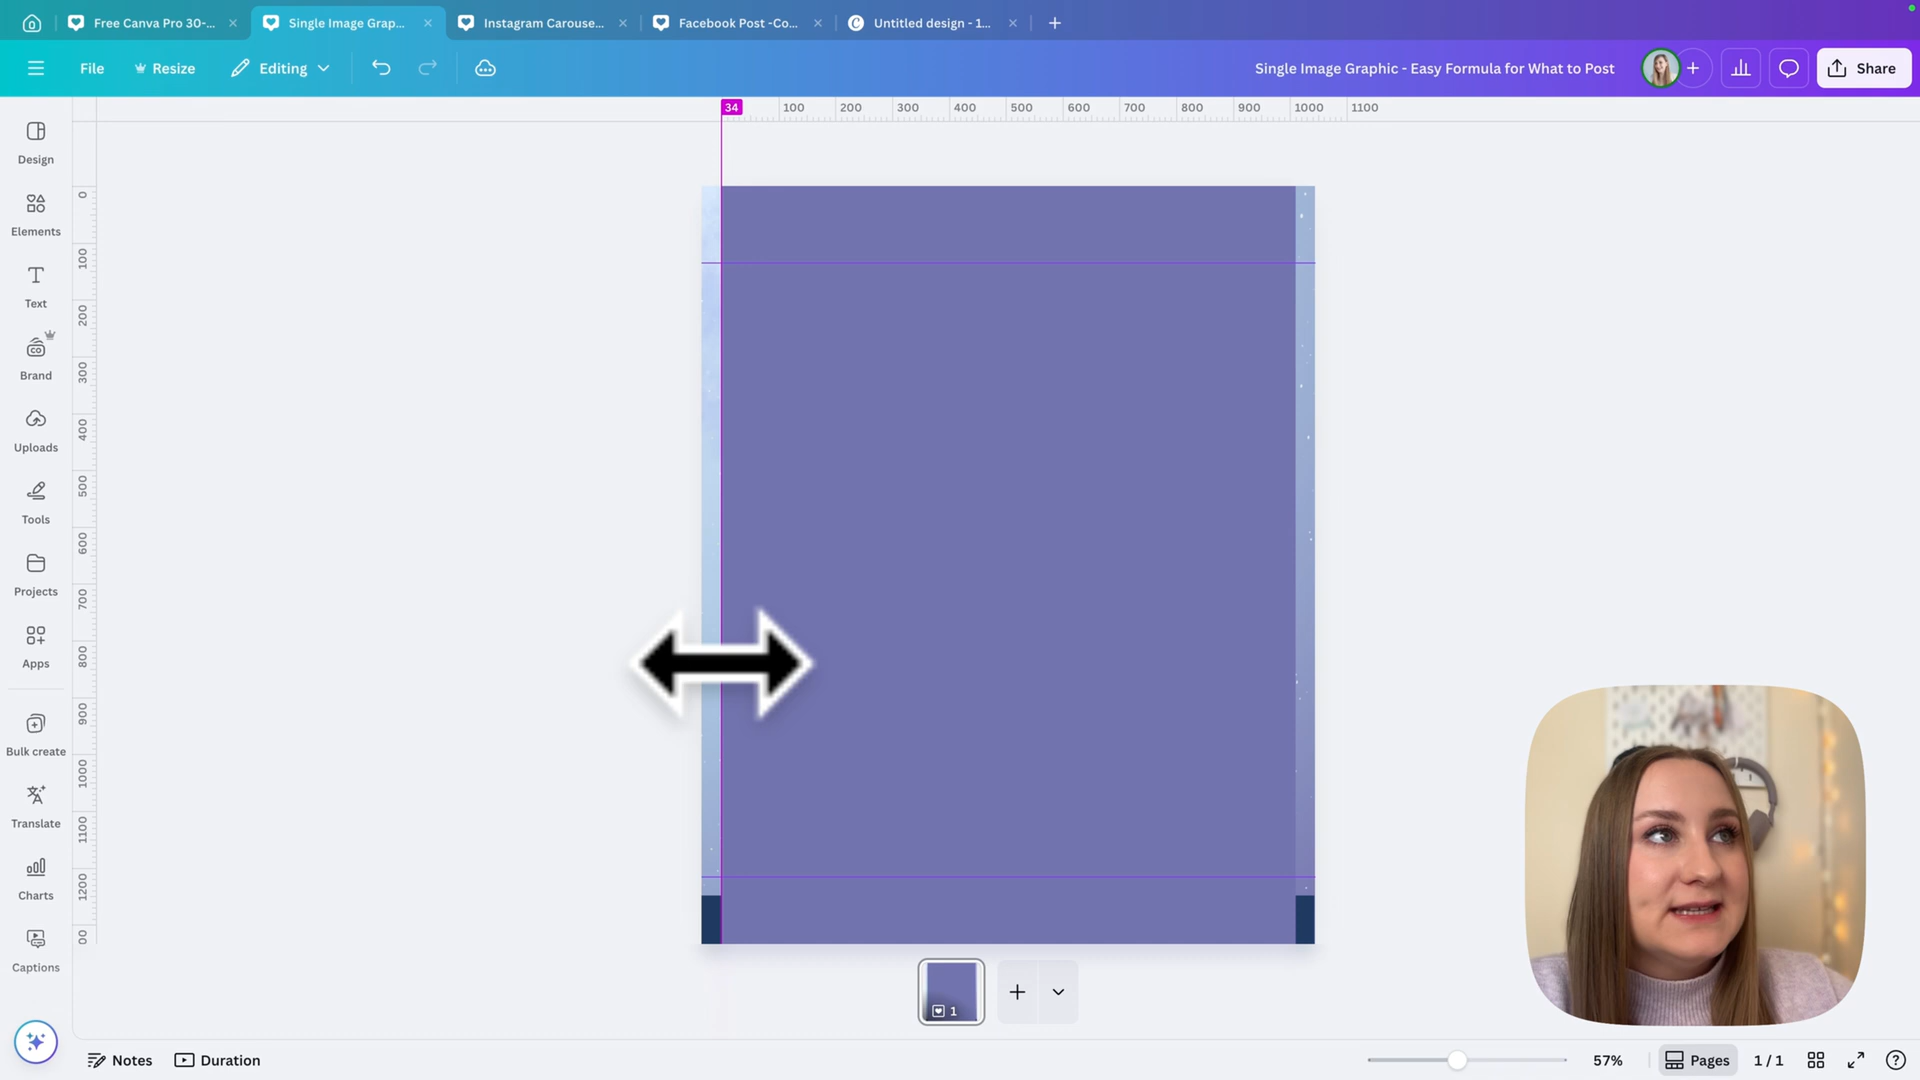 Free Canva Pro 30-...
Single Image Grap...
Instagram Carouse...
Facebook Post -Co...
Untitled design - 1...
File
Resize
Editing
Single Image Graphic - Easy Formula for What to Post
Share
34 100 200 300 400 500 600 700 800 900 1000 1100
Design
Elements
Text
Brand
Uploads
Tools
Projects
Apps
Bulk create
Translate
Charts
Captions
0
100
200
300
400
500
600
700
800
900
1000
1100
1200
00
1
Notes
Duration
57%
Pages
1 / 1